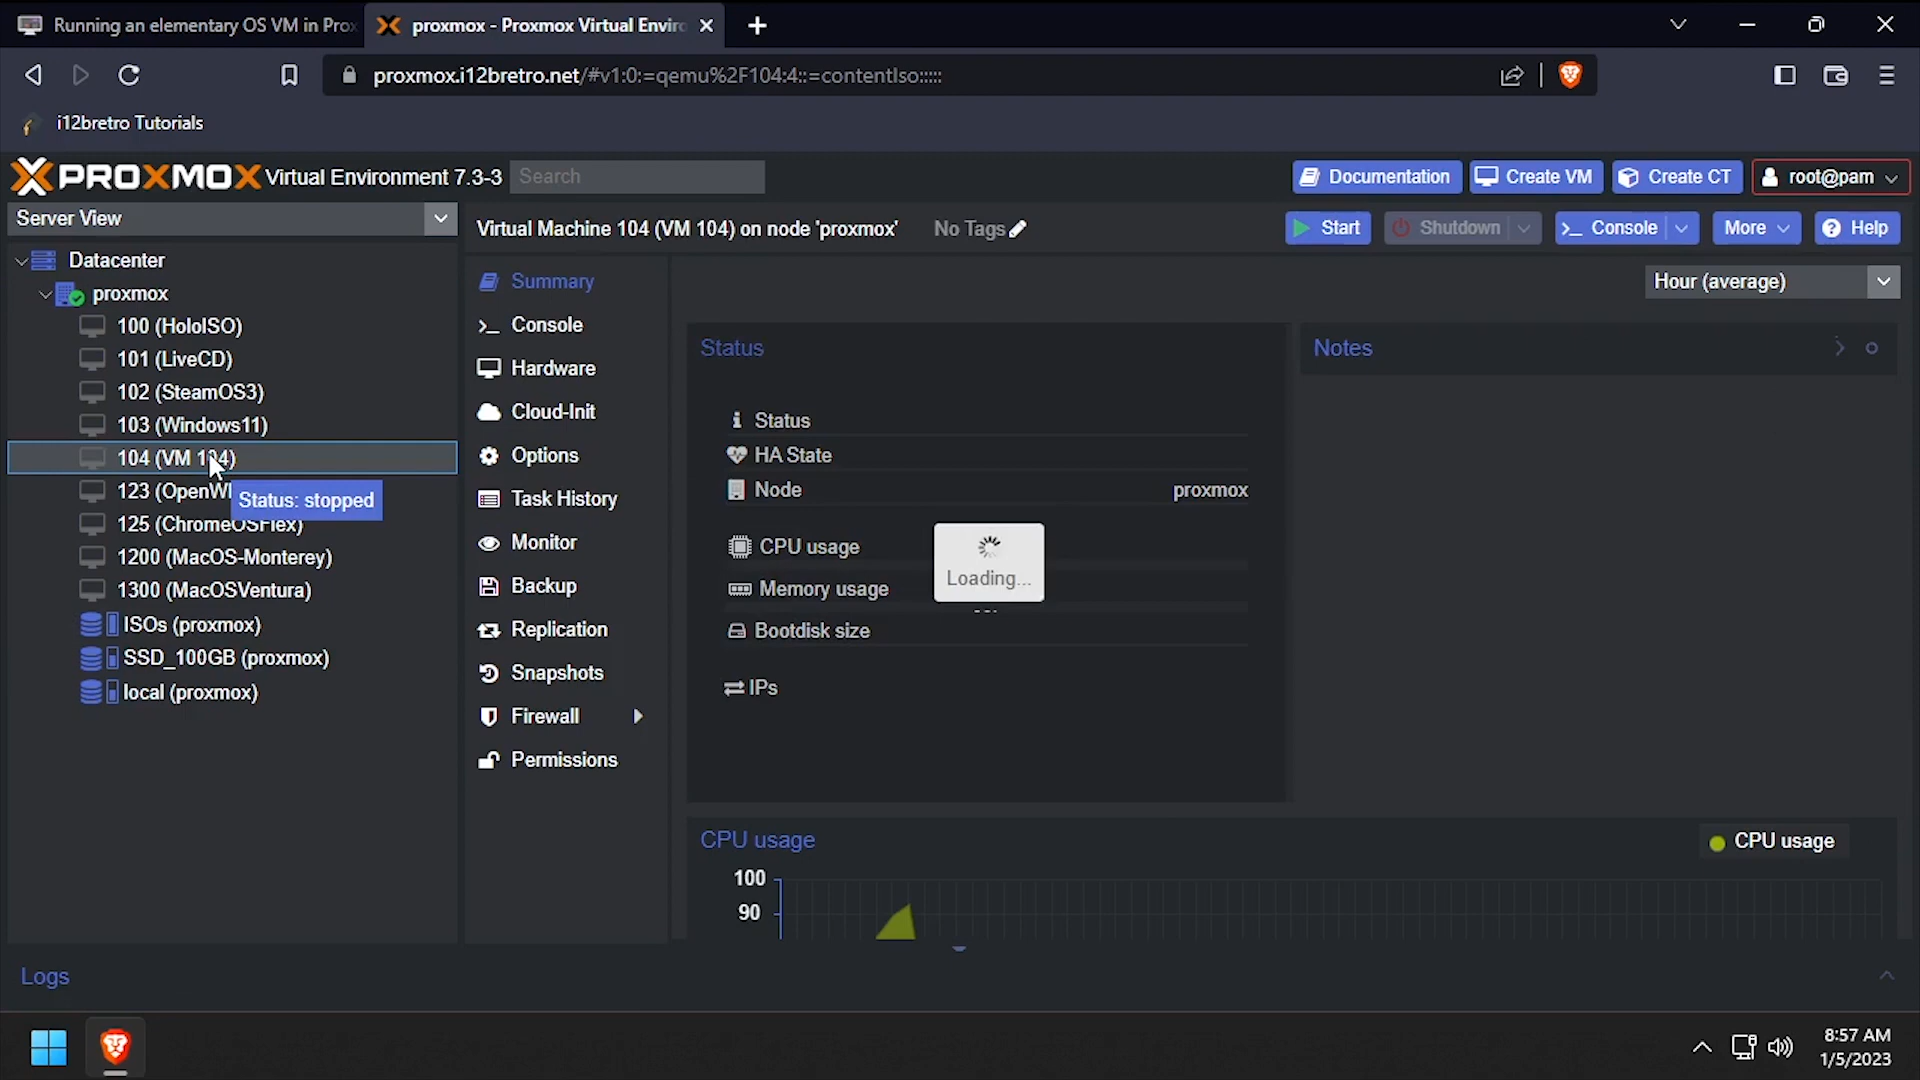 Running an elementary OS VM in Prox
proxmox - Proxmox Virtual Enviro
proxmox.i12bretro.net/#v1:0:=qemu%2F104:4::=contentIso:::::
i12bretro Tutorials
PROXMOX Virtual Environment 7.3-3
Search
Documentation
Create VM
Create CT
root@pam
Server View
Virtual Machine 104 (VM 104) on node 'proxmox'
No Tags
Start
Shutdown
Console
More
Help
Datacenter
proxmox
100 (HoloISO)
101 (LiveCD)
102 (SteamOS3)
103 (Windows11)
104 (VM 104)
123 (OpenW
Status: stopped
125 (ChromeOSFlex)
1200 (MacOS-Monterey)
1300 (MacOSVentura)
ISOs (proxmox)
SSD_100GB (proxmox)
local (proxmox)
Summary
Console
Hardware
Cloud-Init
Options
Task History
Monitor
Backup
Replication
Snapshots
Firewall
Permissions
Hour (average)
Status
Status
HA State
Node
proxmox
CPU usage
Memory usage
Bootdisk size
IPs
Loading...
Notes
CPU usage
CPU usage
100
90
Logs
8:57 AM
1/5/2023